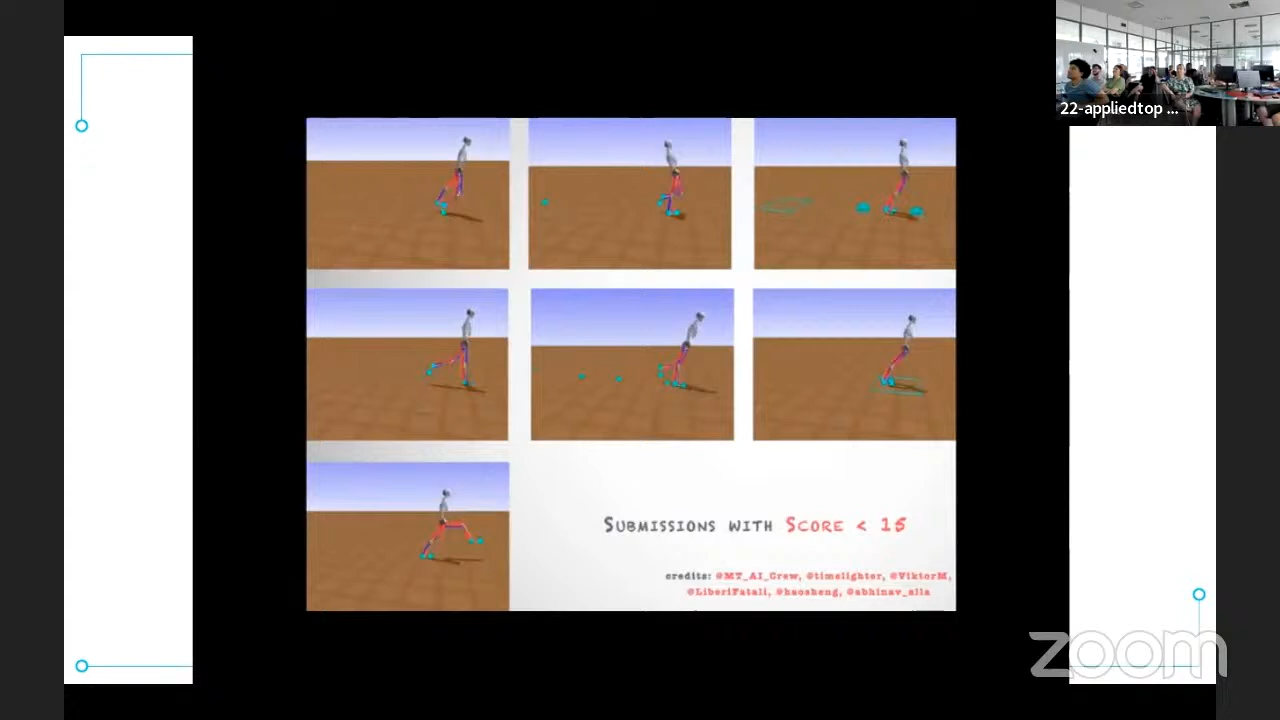 22-appliedtop ...
SUBMISSIONS WITH SCORE < 15
credits: @MT_AI_Crew, @timelighter, @ViktorM,
@LiberiFatali, @haosheng, @abhinav_alla
zoom